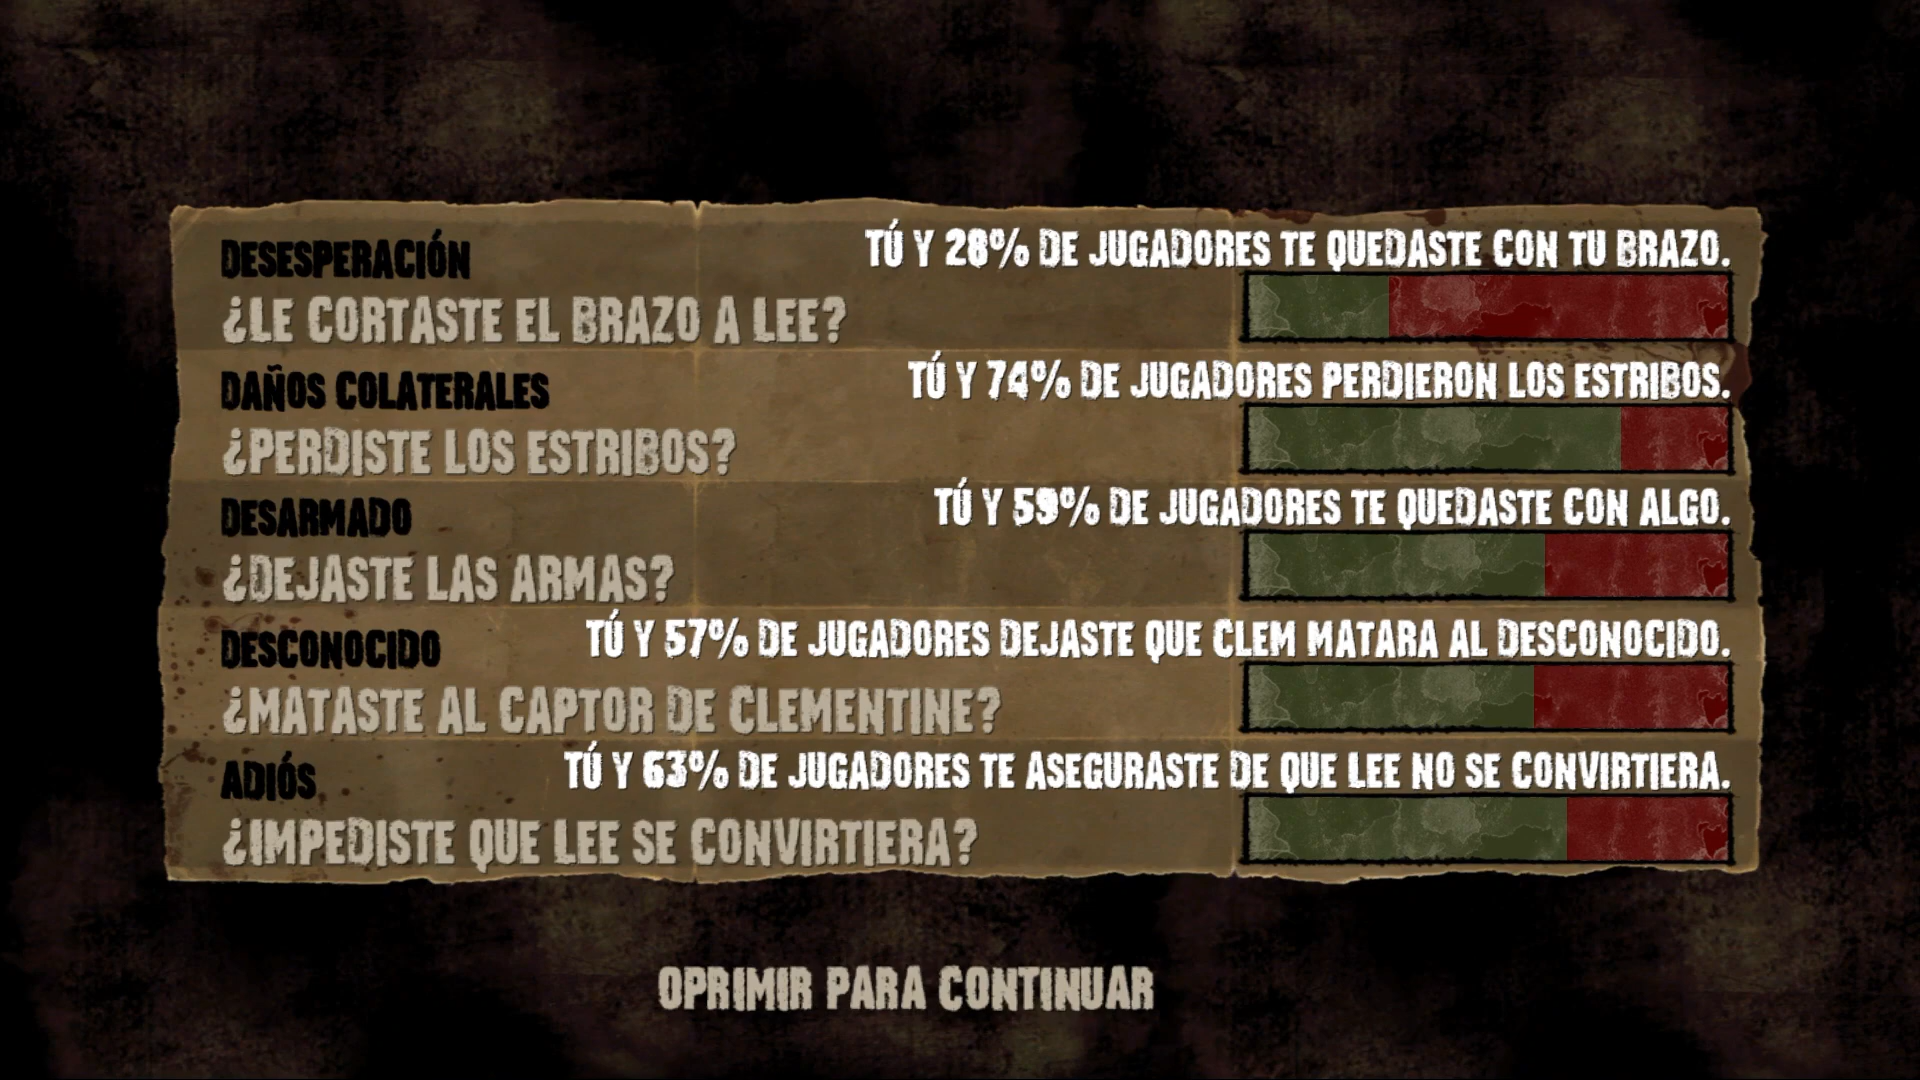 DESESPERACIÓN
TÚ Y 28% DE JUGADORES TE QUEDASTE CON TU BRAZO.
¿LE CORTASTE EL BRAZO A LEE?
DAÑOS COLATERALES
TÚ Y 74% DE JUGADORES PERDIERON LOS ESTRIBOS.
¿PERDISTE LOS ESTRIBOS?
DESARMADO
TÚ Y 59% DE JUGADORES TE QUEDASTE CON ALGO.
¿DEJASTE LAS ARMAS?
DESCONOCIDO
TÚ Y 57% DE JUGADORES DEJASTE QUE CLEM MATARA AL DESCONOCIDO.
¿MATASTE AL CAPTOR DE CLEMENTINE?
ADIÓS
TÚ Y 63% DE JUGADORES TE ASEGURASTE DE QUE LEE NO SE CONVIRTIERA.
¿IMPEDISTE QUE LEE SE CONVIRTIERA?
OPRIMIR PARA CONTINUAR